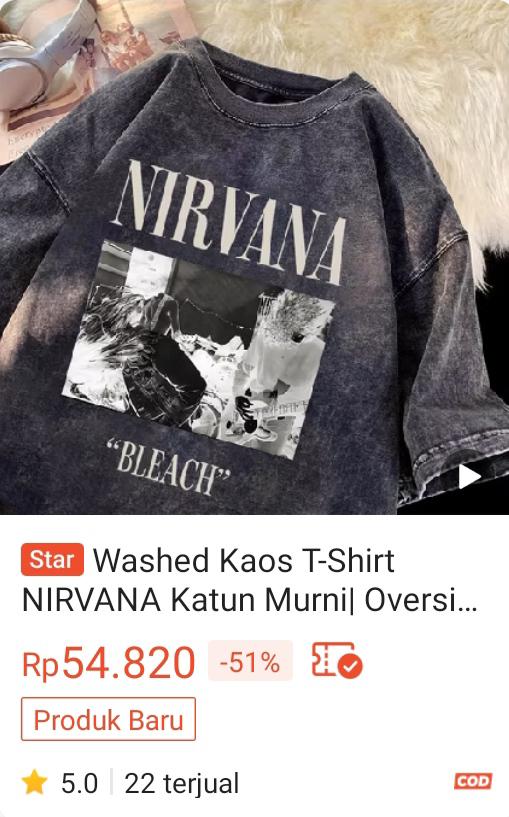 NIRVANA
“BLEACH”
Star Washed Kaos T-Shirt
NIRVANA Katun Murni| Oversi...
Rp54.820 -51%
Produk Baru
5.0 22 terjual COD